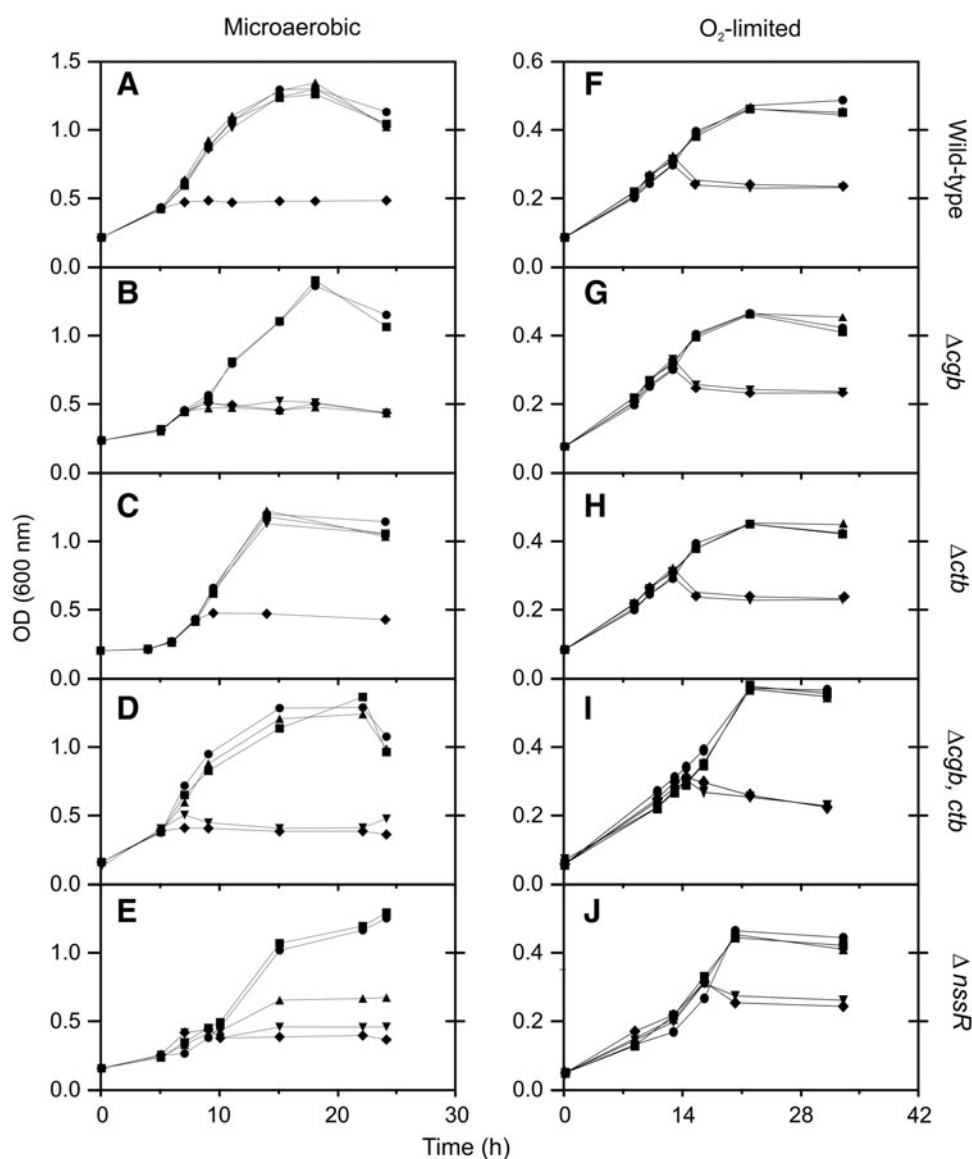 Microaerobic
O₂-limited
A
1.5
1.0
0.5
0.0
B
1.0
0.5
0.0
C
1.0
0.5
0.0
D
1.0
0.5
0.0
E
1.0
0.5
0.0
0 10 20 30
OD (600 nm)
F
0.4
0.2
0.0
Wild-type
G
0.4
0.2
0.0
Δcgb
H
0.4
0.2
0.0
Δctb
I
0.4
0.2
0.0
Δcgb, ctb
J
0.4
0.2
0.0
Δ nssR
0 14 28 42
Time (h)